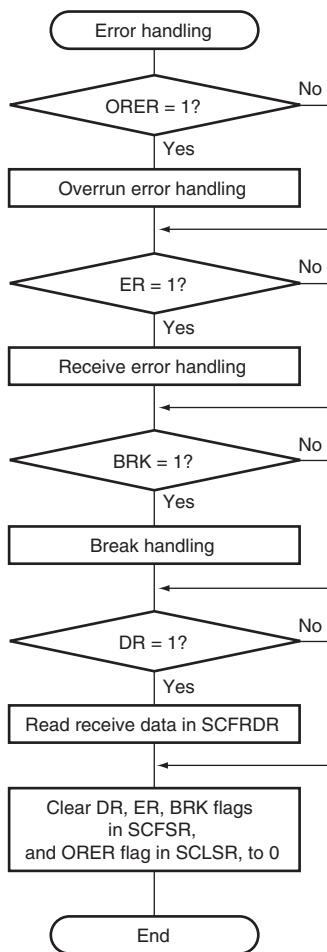 Error handling
No
ORER = 1?
Yes
Overrun error handling
No
ER = 1?
Yes
Receive error handling
No
BRK = 1?
Yes
Break handling
No
DR = 1?
Yes
Read receive data in SCFRDR
Clear DR, ER, BRK flags
in SCFSR,
and ORER flag in SCLSR, to 0
End